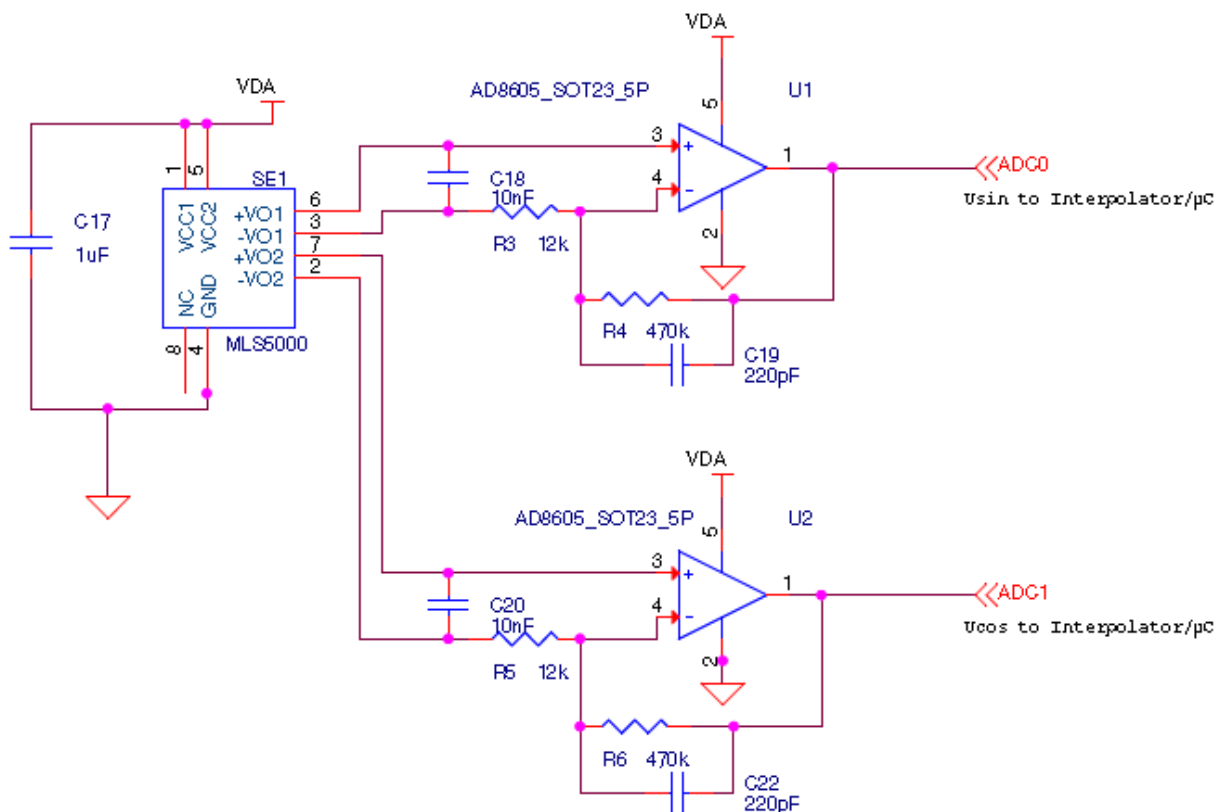 VDA
AD8605_SOT23_5P
U1
5
3
+
4
-
1
2
ADC0
Usin to Interpolator/µC
VDA
C17
1uF
1
5
SE1
VCC1
VCC2
+VO1
-VO1
+VO2
-VO2
NC
GND
6
3
7
2
8
4
MLS5000
C18
10nF
R3 12k
R4 470k
C19
220pF
VDA
AD8605_SOT23_5P
U2
5
3
+
4
-
1
2
ADC1
Ucos to Interpolator/µC
C20
10nF
R5 12k
R6 470k
C22
220pF